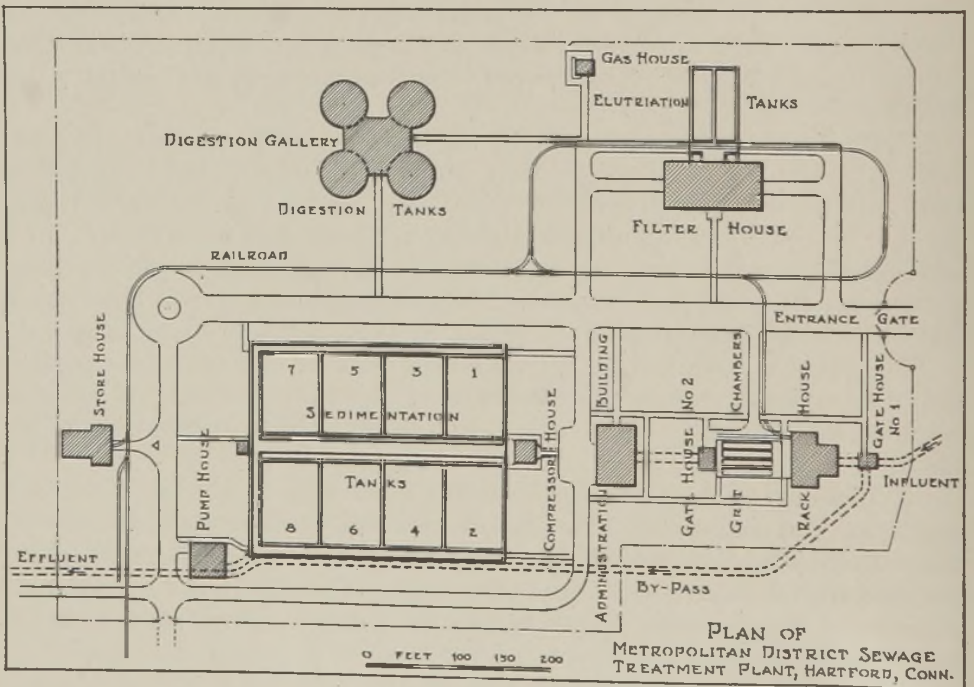 GAS HOUSE
ELUTRIATION TANKS
DIGESTION GALLERY
DIGESTION TANKS
FILTER HOUSE
RAILROAD
ENTRANCE GATE
STORE HOUSE
7 5 3 1
SEDIMENTATION
TANKS
8 6 4 2
PUMP HOUSE
COMPRESSOR HOUSE
ADMINISTRATION BUILDING
GATE HOUSE No 2
GRIT CHAMBERS
RACK HOUSE
GATE HOUSE
No 1
INFLUENT
EFFLUENT
BY-PASS
0 FEET 100 150 200
PLAN OF
METROPOLITAN DISTRICT SEWAGE
TREATMENT PLANT, HARTFORD, CONN.